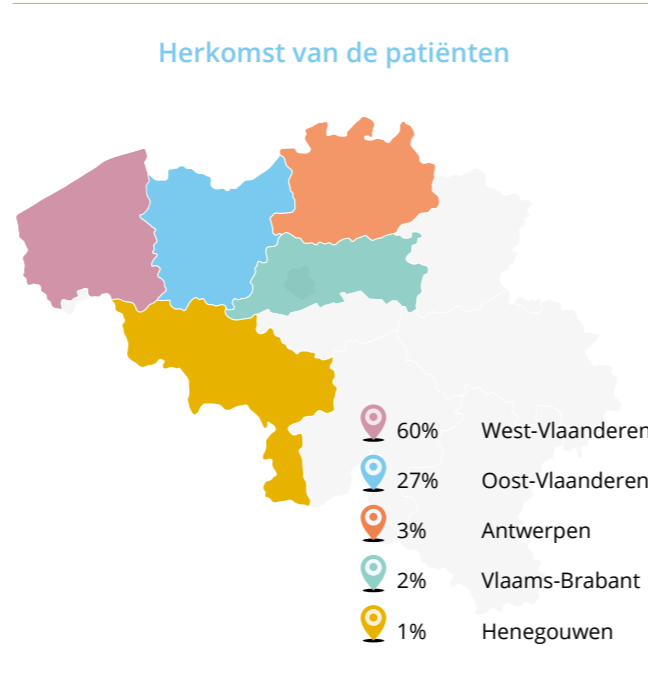 Herkomst van de patiënten
60% West-Vlaanderen
27% Oost-Vlaanderen
3% Antwerpen
2% Vlaams-Brabant
1% Henegouwen